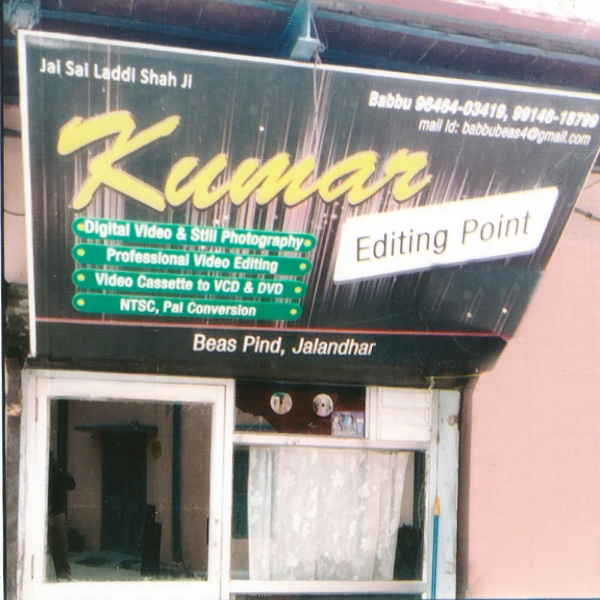 Jai Sai Laddi Shah Ji
Babbu 96464-03419, 99148-18799
mail Id: babbubeas4@gmail.com
Kumar
Editing Point
Digital Video & Still Photography
Professional Video Editing
Video Cassette to VCD & DVD
NTSC, Pal Conversion
Beas Pind, Jalandhar